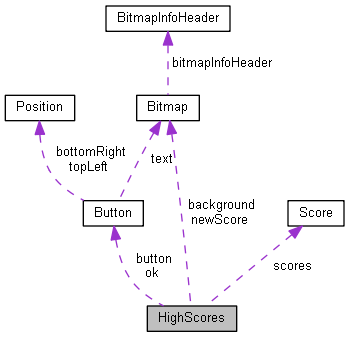 BitmapInfoHeader
bitmapInfoHeader
Position
Bitmap
bottomRight
topLeft
text
Button
background
newScore
Score
button
ok
scores
HighScores